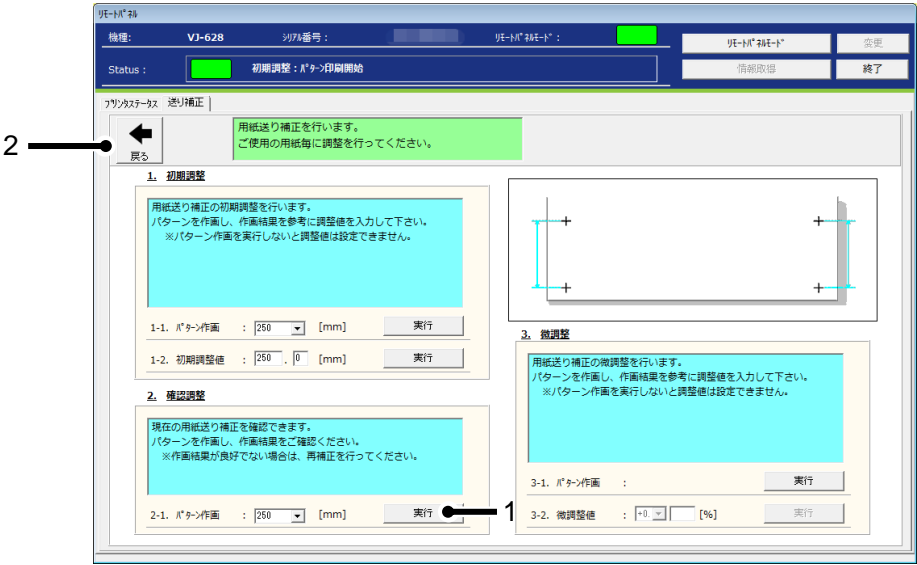 リモートパネル
機種: VJ-628 シリアル番号: リモートパネルモード:
リモートパネルモード 変更
Status: 初期調整:パターン印刷開始
情報取得 終了
プリンタステータス 送り補正
戻る
用紙送り補正を行います。
ご使用の用紙毎に調整を行ってください。
2
1. 初期調整
用紙送り補正の初期調整を行います。
パターンを作画し、作画結果を参考に調整値を入力して下さい。
※パターン作画を実行しないと調整値は設定できません。
1-1. パターン作画 : 250 [mm] 実行
1-2. 初期調整値 : 250 . 0 [mm] 実行
2. 確認調整
現在の用紙送り補正を確認できます。
パターンを作画し、作画結果をご確認ください。
※作画結果が良好でない場合は、再補正を行ってください。
2-1. パターン作画 : 250 [mm] 実行
1
3. 微調整
用紙送り補正の微調整を行います。
パターンを作画し、作画結果を参考に調整値を入力して下さい。
※パターン作画を実行しないと調整値は設定できません。
3-1. パターン作画 : 実行
3-2. 微調整値 : +0. [%] 実行